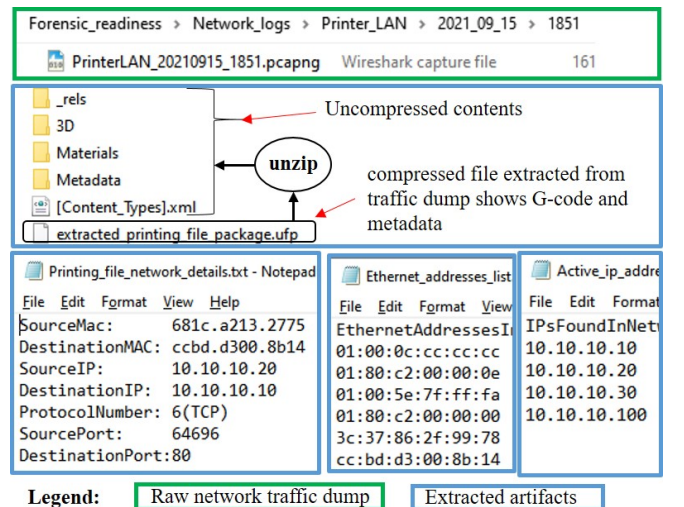 Forensic_readiness > Network_logs > Printer_LAN > 2021_09_15 > 1851
PrinterLAN_20210915_1851.pcapng Wireshark capture file 161
_rels
3D
Materials
Metadata
[Content_Types].xml
extracted_printing_file_package.ufp
unzip
Uncompressed contents
compressed file extracted from
traffic dump shows G-code and
metadata
Printing_file_network_details.txt - Notepad
File Edit Format View Help
SourceMac: 681c.a213.2775
DestinationMAC: ccbd.d300.8b14
SourceIP: 10.10.10.20
DestinationIP: 10.10.10.10
ProtocolNumber: 6(TCP)
SourcePort: 64696
DestinationPort:80
Ethernet_addresses_list
File Edit Format View
EthernetAddressesI
01:00:0c:cc:cc:cc
01:80:c2:00:00:0e
01:00:5e:7f:ff:fa
01:80:c2:00:00:00
3c:37:86:2f:99:78
cc:bd:d3:00:8b:14
Active_ip_addre
File Edit Format
IPsFoundInNet
10.10.10.10
10.10.10.20
10.10.10.30
10.10.10.100
Legend: Raw network traffic dump Extracted artifacts